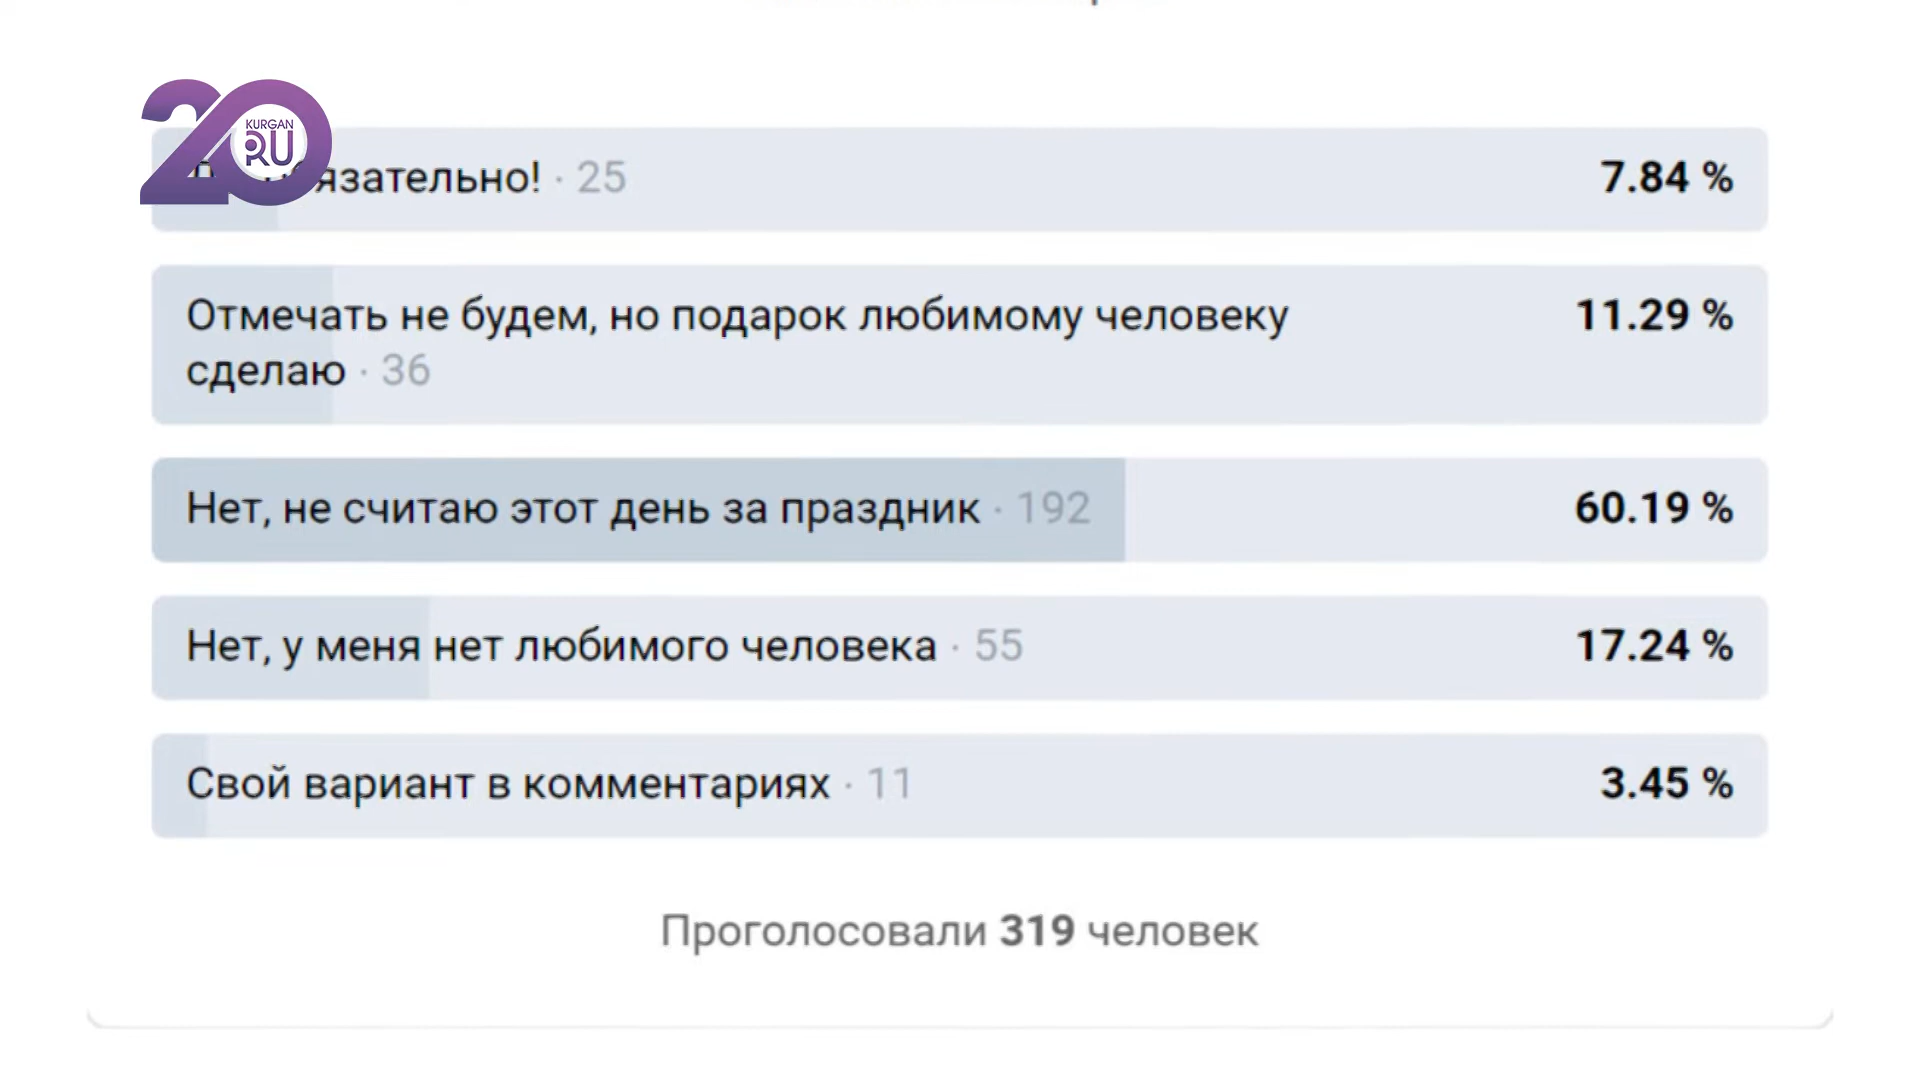 20
KURGAN
RU
обязательно! · 25
7.84 %
Отмечать не будем, но подарок любимому человеку
11.29 %
сделаю · 36
Нет, не считаю этот день за праздник · 192
60.19 %
Нет, у меня нет любимого человека · 55
17.24 %
Свой вариант в комментариях · 11
3.45 %
Проголосовали 319 человек